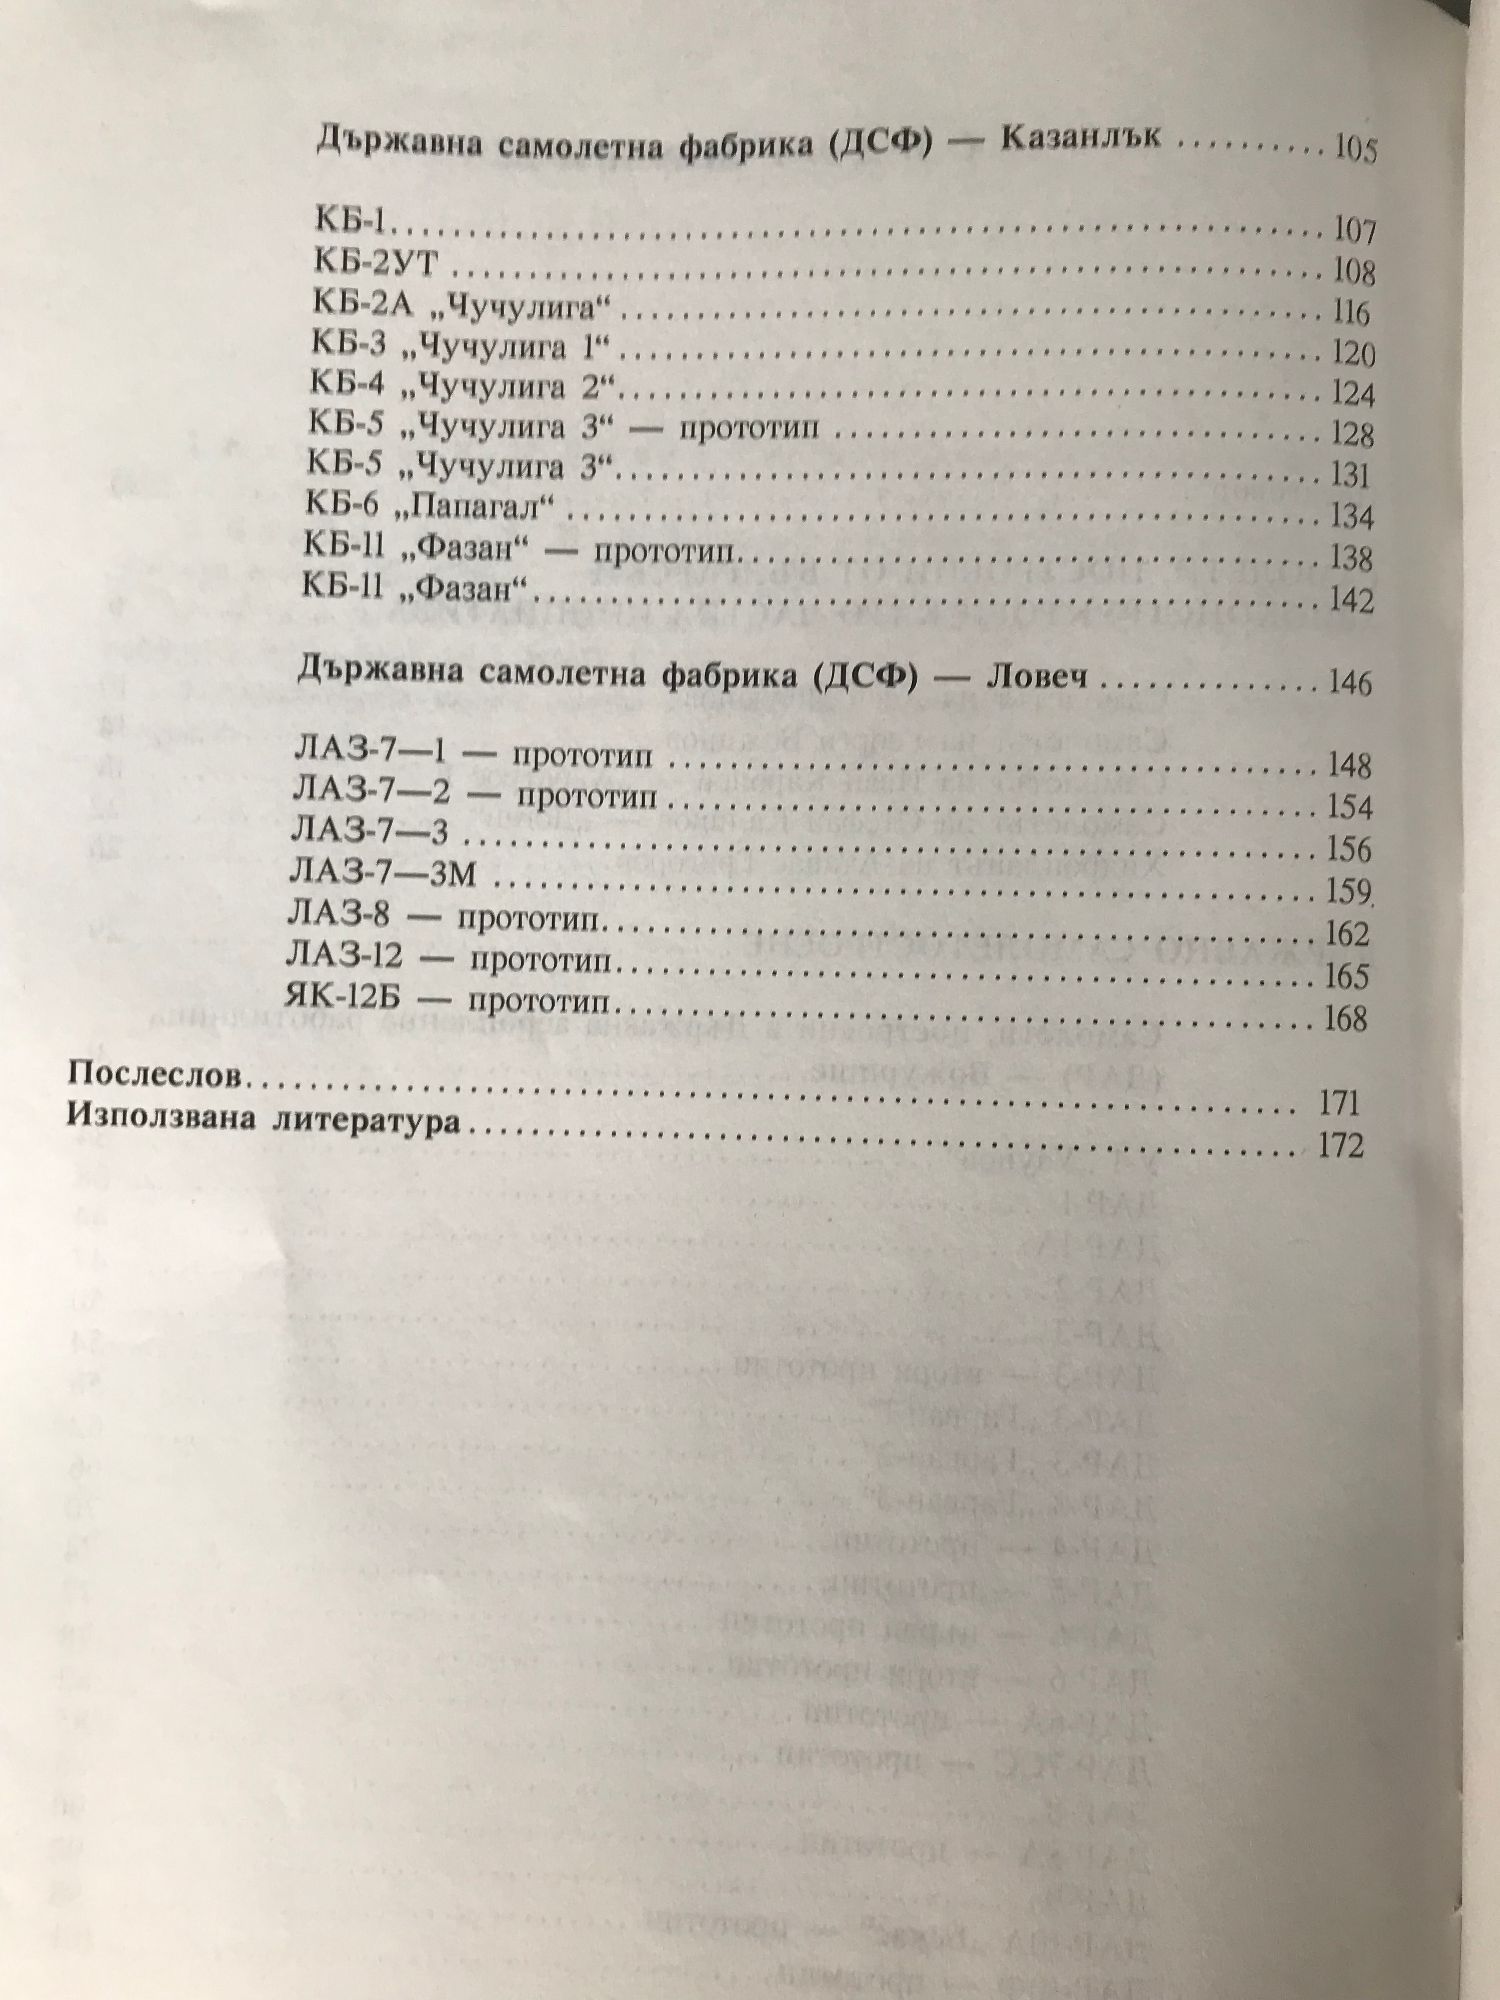 Държавна самолетна фабрика (ДСФ) — Казанлък .......... 105
КБ-1 .......... 107
КБ-2УТ .......... 108
КБ-2А „Чучулига“ .......... 116
КБ-3 „Чучулига 1“ .......... 120
КБ-4 „Чучулига 2“ .......... 124
КБ-5 „Чучулига 3“ — прототип .......... 128
КБ-5 „Чучулига 3“ .......... 131
КБ-6 „Папагал“ .......... 134
КБ-11 „Фазан“ — прототип .......... 138
КБ-11 „Фазан“ .......... 142
Държавна самолетна фабрика (ДСФ) — Ловеч .......... 146
ЛАЗ-7—1 — прототип .......... 148
ЛАЗ-7—2 — прототип .......... 154
ЛАЗ-7—3 .......... 156
ЛАЗ-7—3М .......... 159
ЛАЗ-8 — прототип .......... 162
ЛАЗ-12 — прототип .......... 165
ЯК-12Б — прототип .......... 168
Послеслов .......... 171
Използвана литература .......... 172